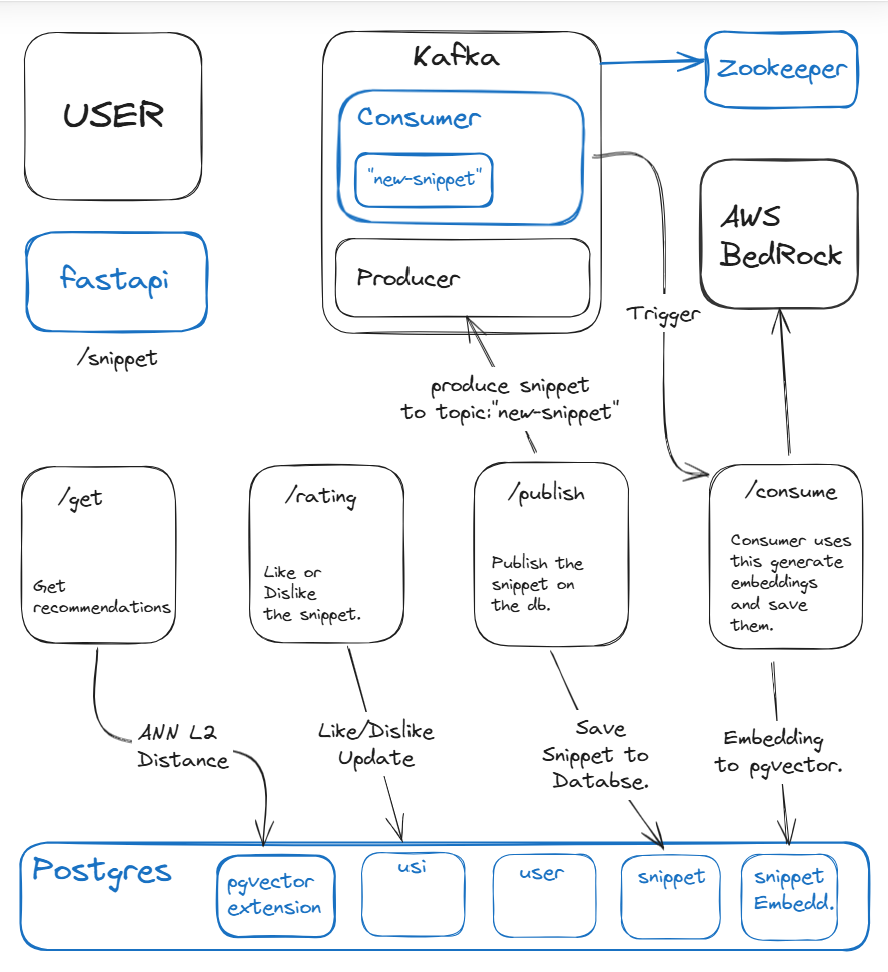 USER
Kafka
Consumer
"new-snippet"
Producer
Zookeeper
AWS
BedRock
fastapi
/snippet
Trigger
produce snippet
to topic:"new-snippet"
/get
Get
recommendations
/rating
Like or
Dislike
the snippet.
/publish
Publish the
snippet on
the db.
/consume
Consumer uses
this generate
embeddings
and save
them.
ANN L2
Distance
Like/Dislike
Update
Save
Snippet to
Databse.
Embedding
to pgvector.
Postgres
pgvector
extension
usi
user
snippet
snippet
Embedd.